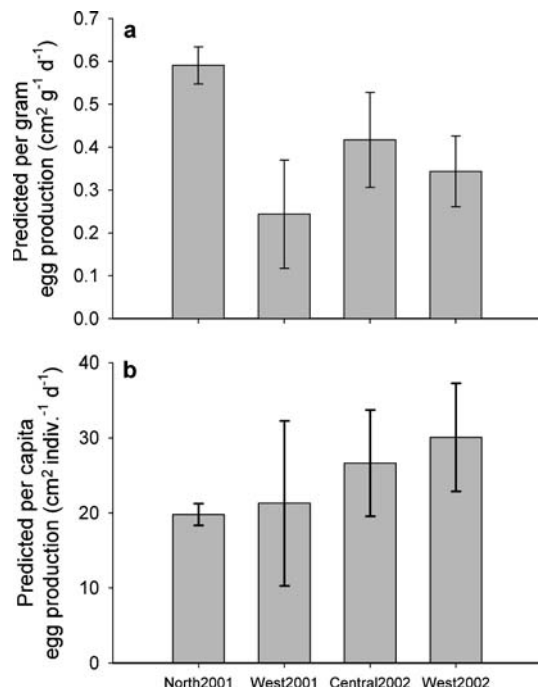 a
Predicted per gram
egg production (cm² g⁻¹ d⁻¹)
0.7
0.6
0.5
0.4
0.3
0.2
0.1
0.0
b
Predicted per capita
egg production (cm² indiv.⁻¹ d⁻¹)
40
30
20
10
0
North2001 West2001 Central2002 West2002